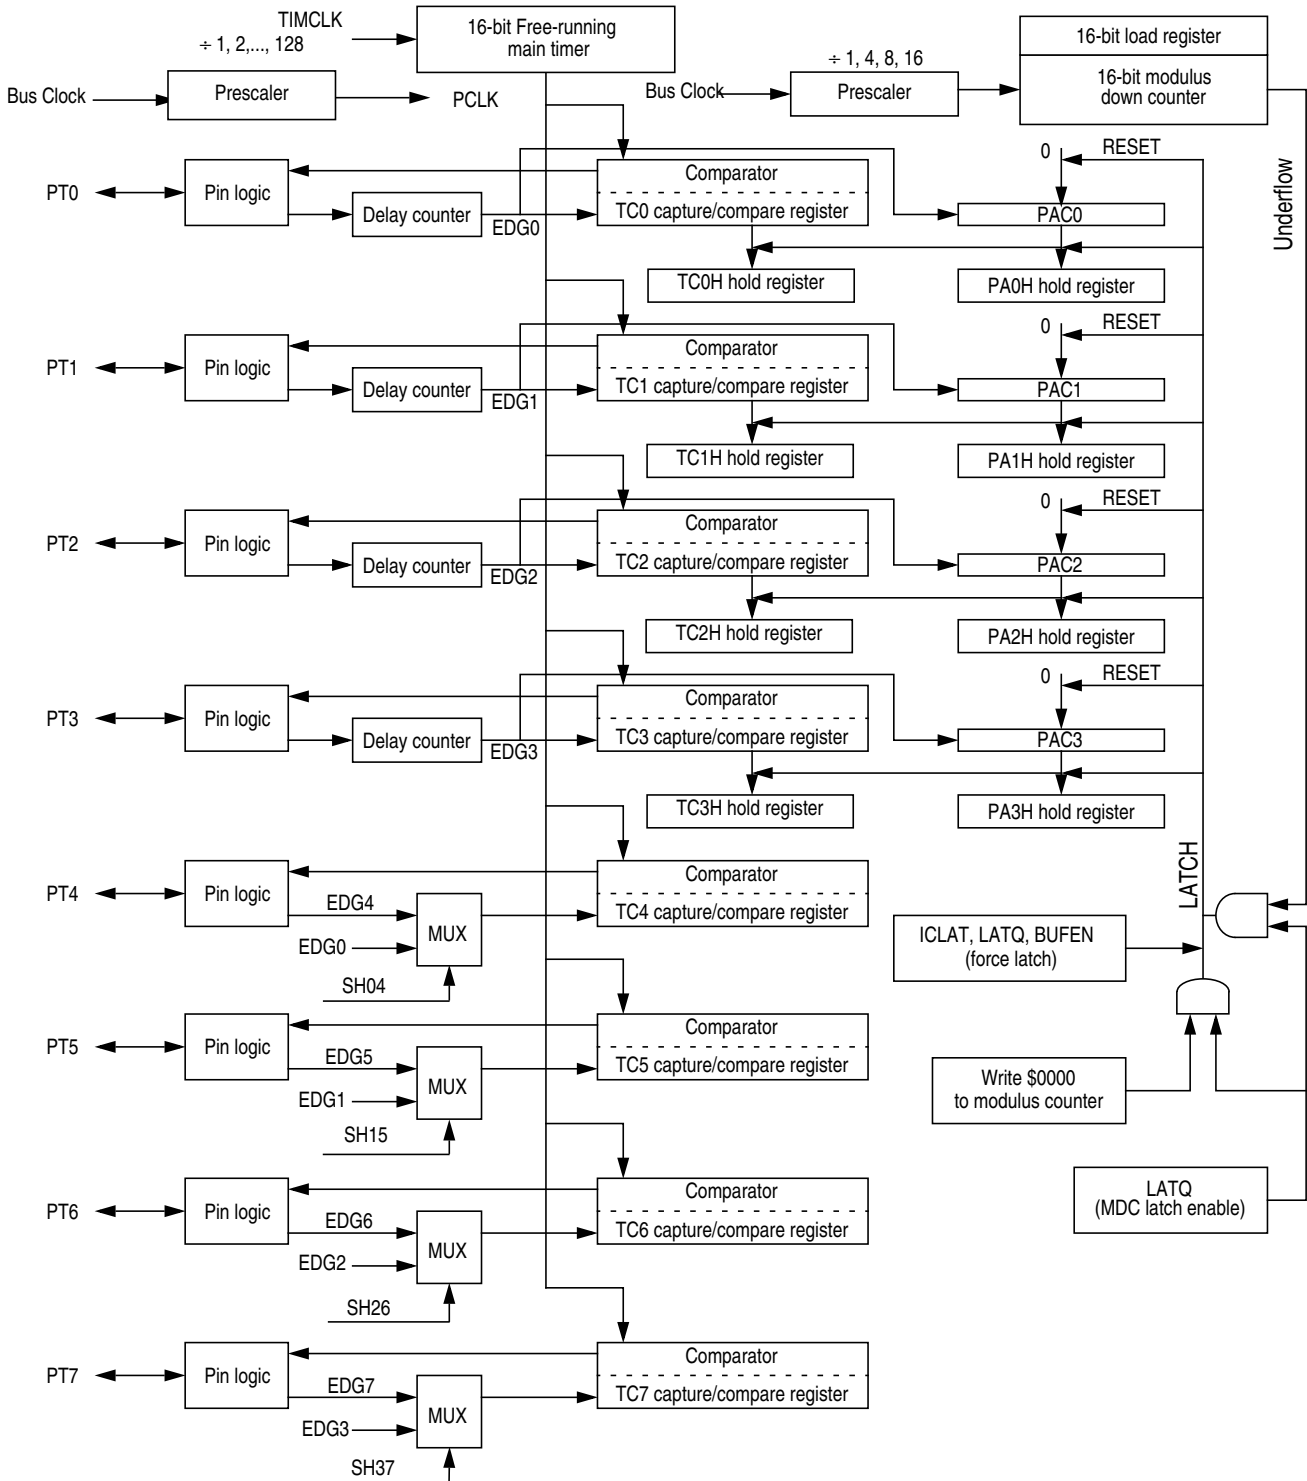 TIMCLK
÷ 1, 2,..., 128
16-bit Free-running
main timer
Bus Clock
Prescaler
PCLK
÷ 1, 4, 8, 16
Bus Clock
Prescaler
16-bit load register
16-bit modulus
down counter
Underflow
PT0
Pin logic
Delay counter
EDG0
Comparator
TC0 capture/compare register
TC0H hold register
0
RESET
PAC0
PA0H hold register
PT1
Pin logic
Delay counter
EDG1
Comparator
TC1 capture/compare register
TC1H hold register
0
RESET
PAC1
PA1H hold register
PT2
Pin logic
Delay counter
EDG2
Comparator
TC2 capture/compare register
TC2H hold register
0
RESET
PAC2
PA2H hold register
PT3
Pin logic
Delay counter
EDG3
Comparator
TC3 capture/compare register
TC3H hold register
0
RESET
PAC3
PA3H hold register
LATCH
PT4
Pin logic
EDG4
EDG0
MUX
SH04
Comparator
TC4 capture/compare register
ICLAT, LATQ, BUFEN
(force latch)
PT5
Pin logic
EDG5
EDG1
MUX
SH15
Comparator
TC5 capture/compare register
Write $0000
to modulus counter
PT6
Pin logic
EDG6
EDG2
MUX
SH26
Comparator
TC6 capture/compare register
LATQ
(MDC latch enable)
PT7
Pin logic
EDG7
EDG3
MUX
SH37
Comparator
TC7 capture/compare register